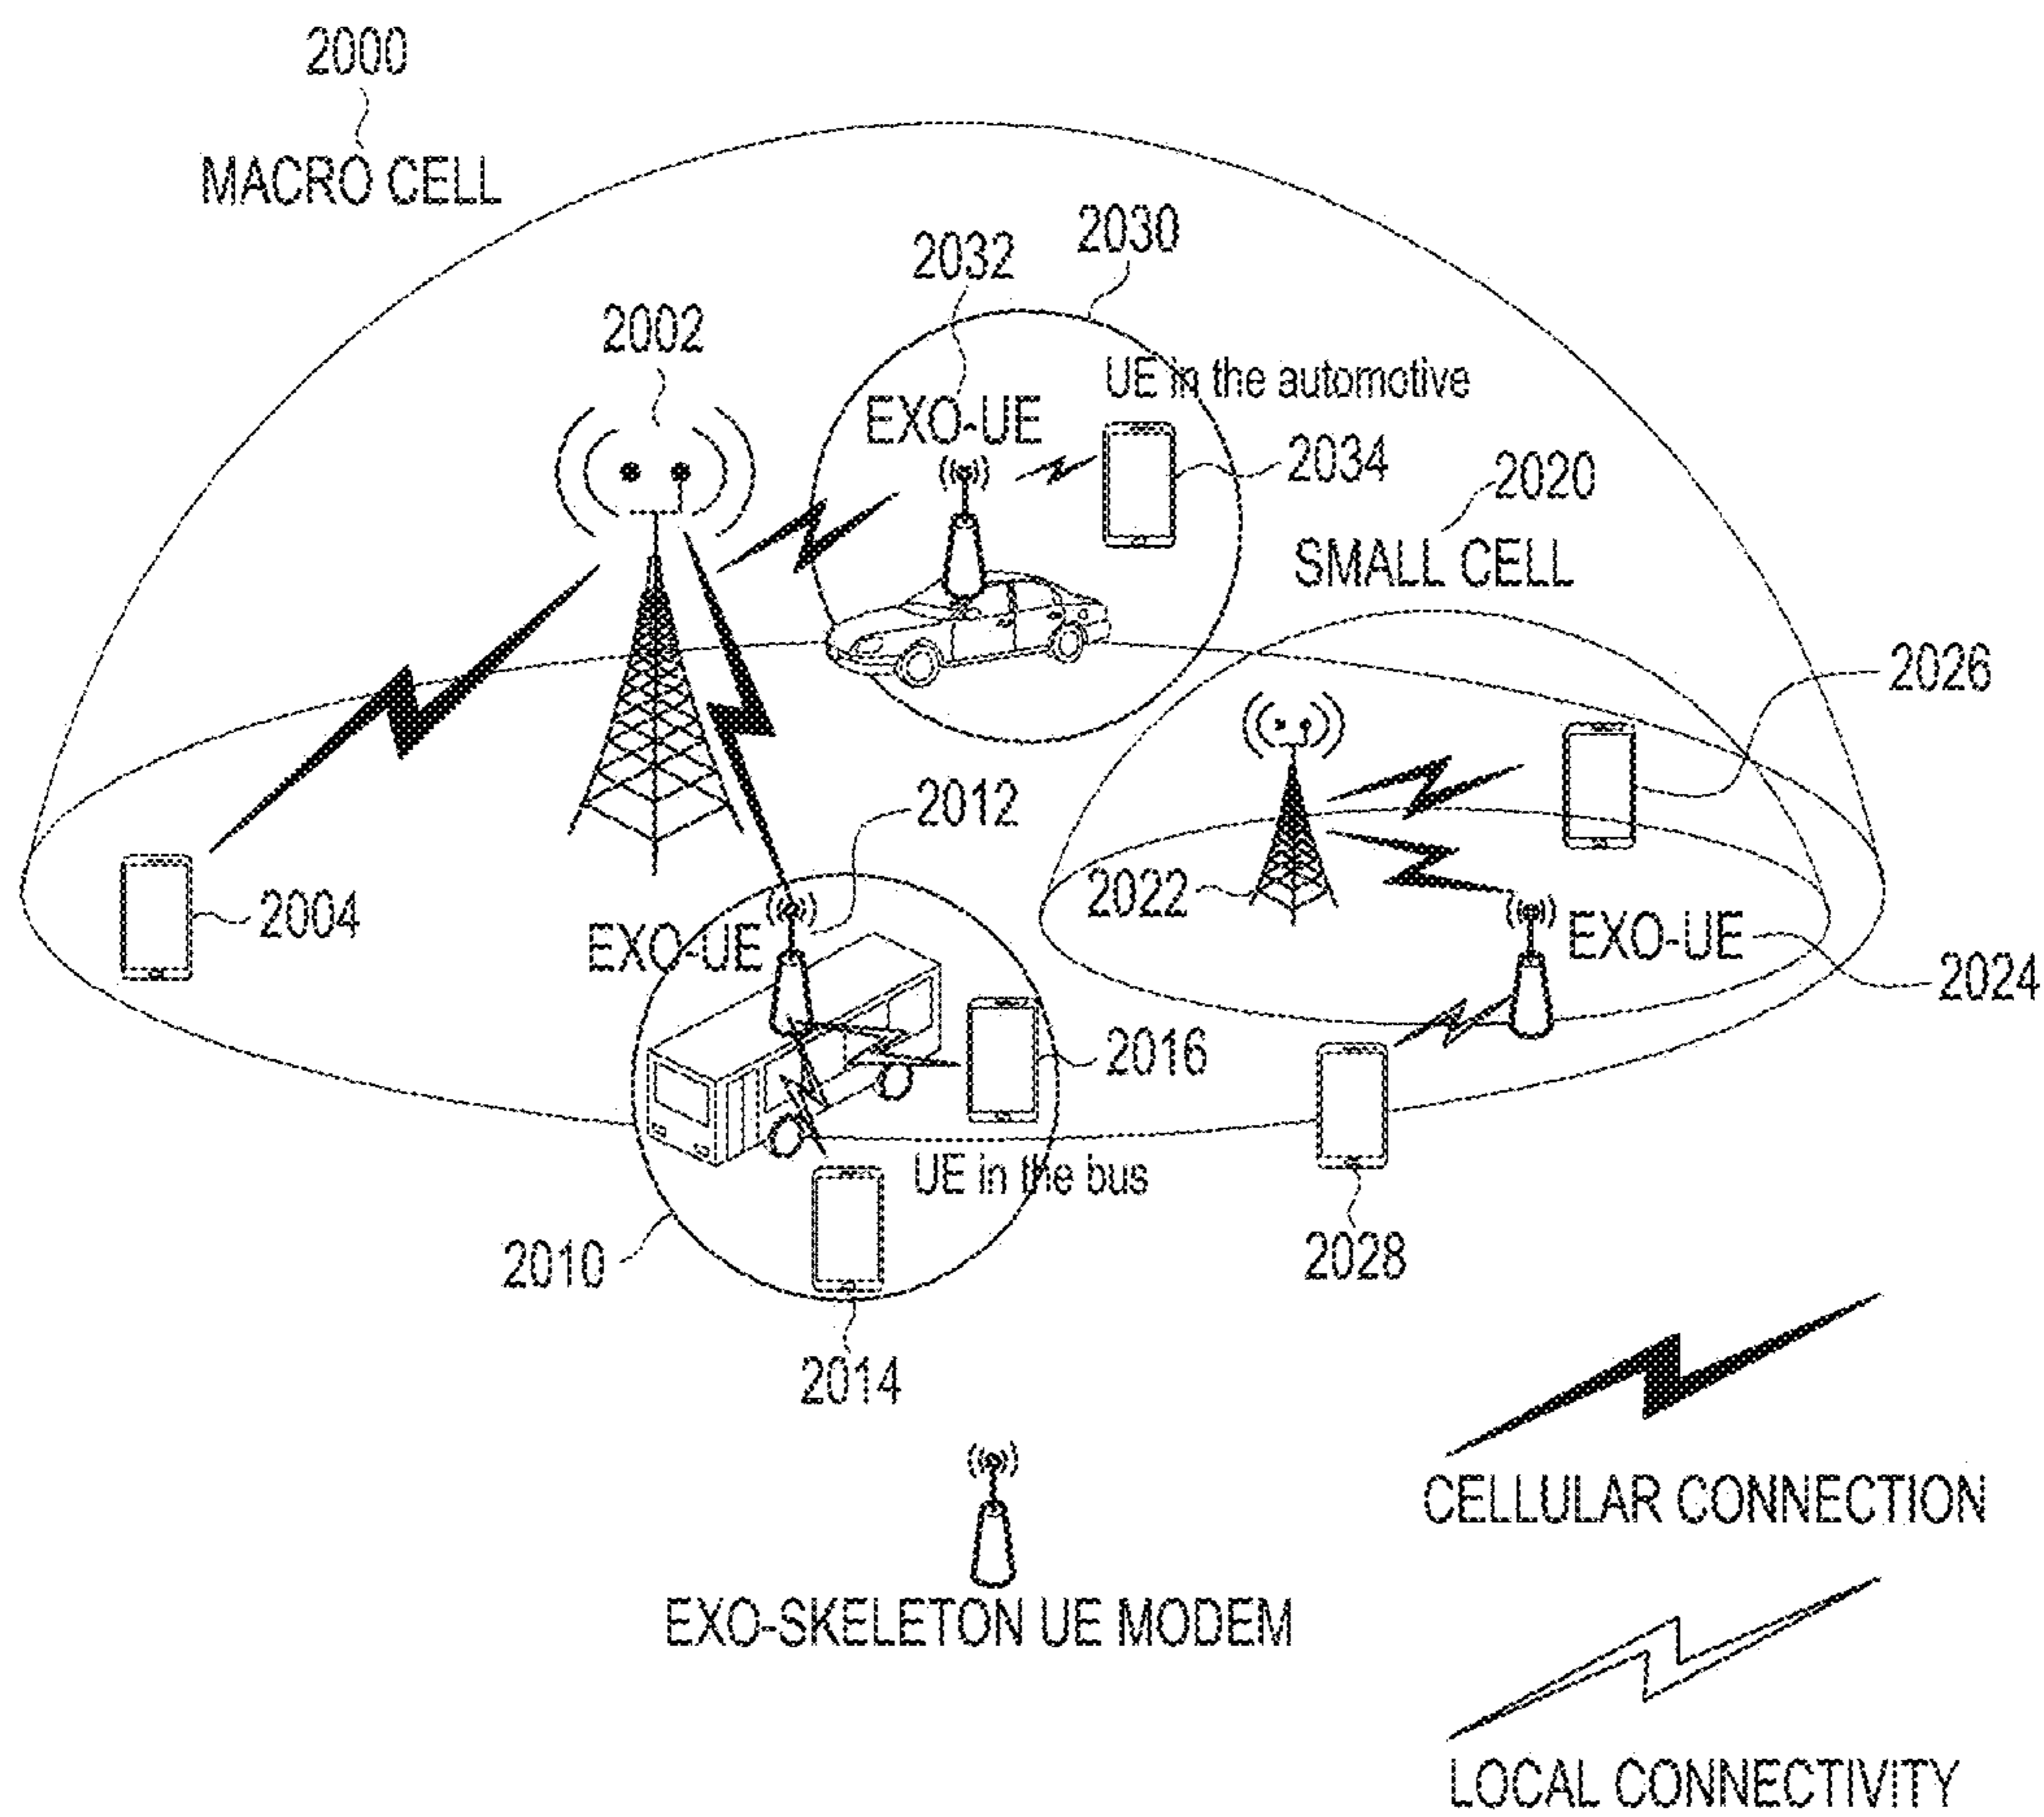 2000
MACRO CELL
2032
2030
2002
UE in the automotive
EXO-UE
2034
2020
SMALL CELL
2026
2012
2022
2004
EXO-UE
EXO-UE
2024
2016
UE in the bus
2010
2028
2014
CELLULAR CONNECTION
EXO-SKELETON UE MODEM
LOCAL CONNECTIVITY